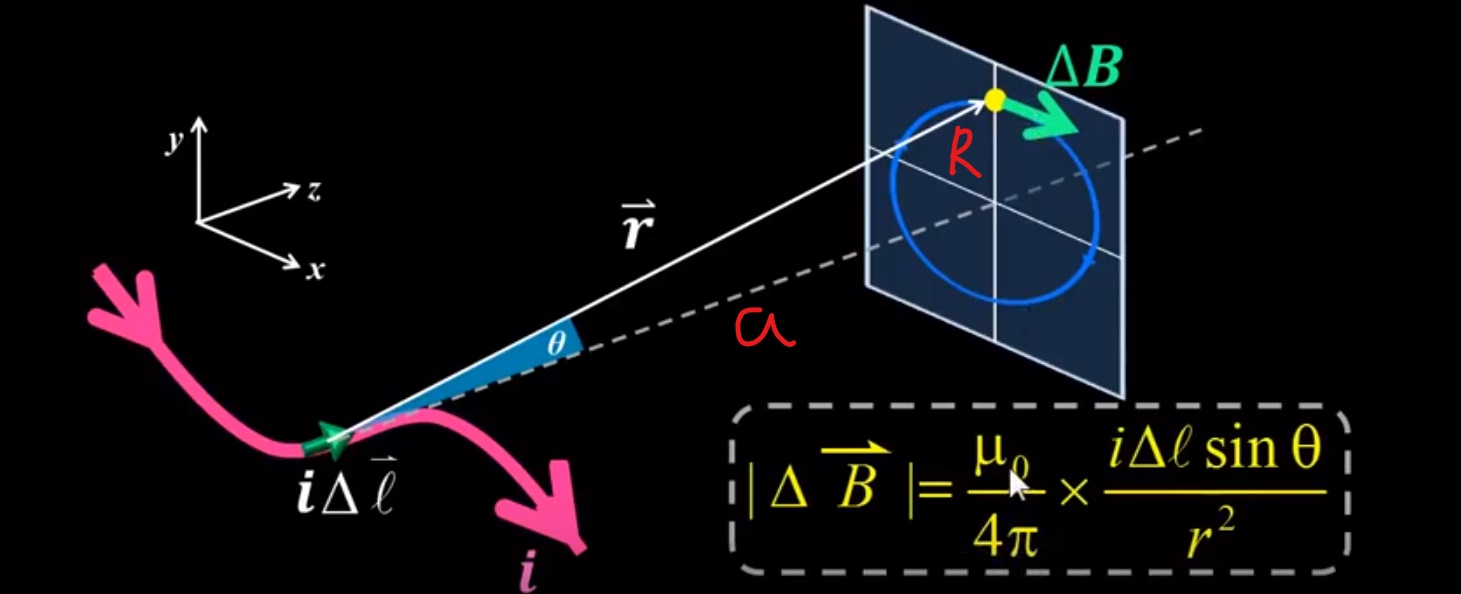 ΔB
y
R
z
r⃗
x
θ
a
iΔℓ⃗
|ΔB⃗| = μ₀/4π × iΔℓ sin θ/r²
i